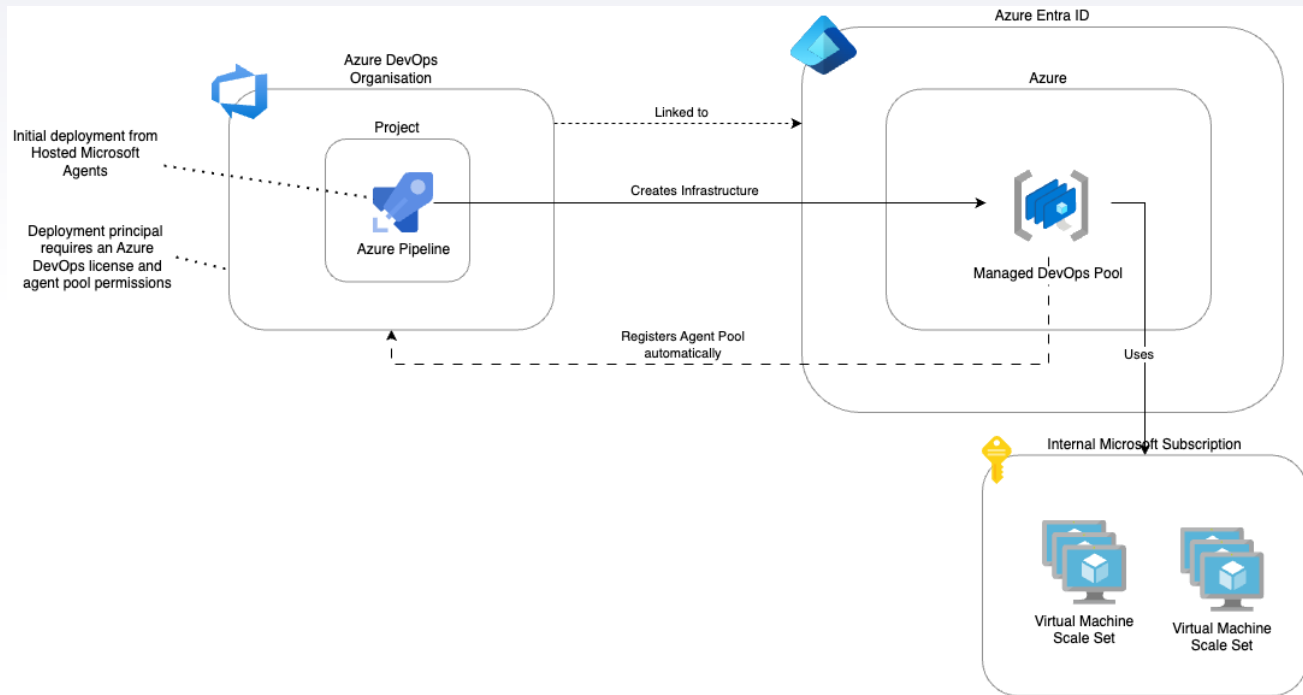 Azure Entra ID
Azure DevOps
Organisation
Azure
Linked to
Project
Initial deployment from
Hosted Microsoft
Agents
Creates Infrastructure
Deployment principal
requires an Azure
DevOps license and
agent pool permissions
Azure Pipeline
Managed DevOps Pool
Registers Agent Pool
automatically
Uses
Internal Microsoft Subscription
Virtual Machine
Scale Set
Virtual Machine
Scale Set